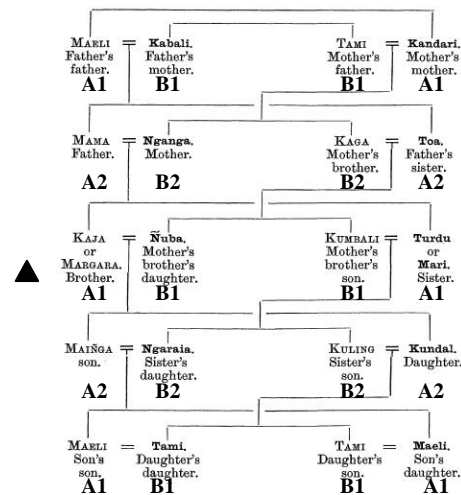 MAELI = Kabali. TAMI = Kandari.
Father's Father's Mother's Mother's
father. mother. father. mother.
A1 B1 B1 A1
MAMA = Nganga. KAGA = Toa.
Father. Mother. Mother's Father's
brother. sister.
A2 B2 B2 A2
KAJA = Ñuba. KUMBALI = Turdu
or Mother's Mother's or
MARGARA. brother's brother's Mari.
Brother. daughter. son. Sister.
A1 B1 B1 A1
MAIÑGA = Ngaraia. KULING = Kundal.
son. Sister's Sister's Daughter.
daughter. son.
A2 B2 B2 A2
MAELI = Tami. TAMI = Maeli.
Son's Daughter's Daughter's Son's
son. daughter. son. daughter.
A1 B1 B1 A1